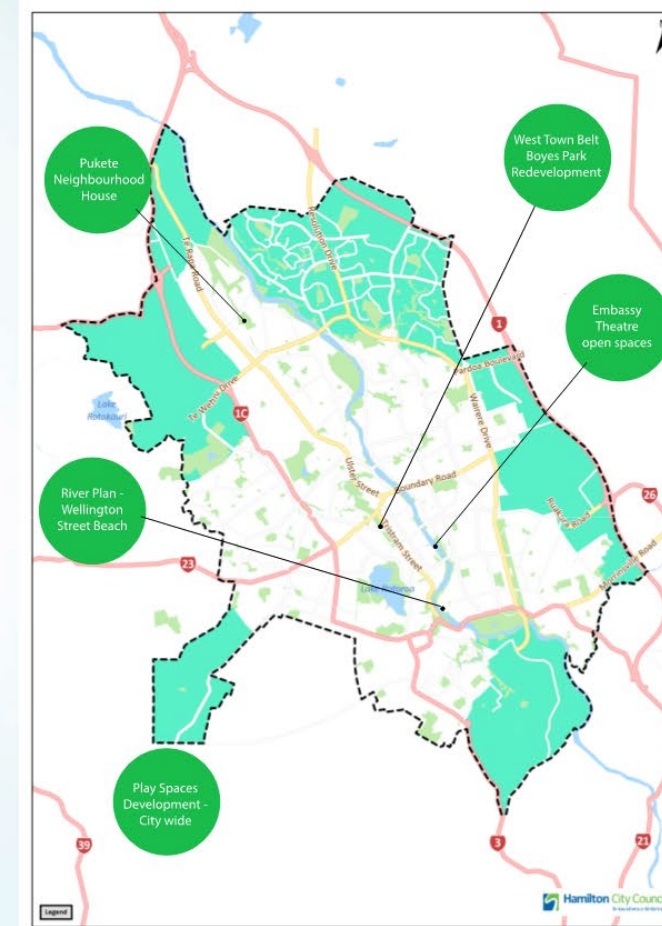 Pukete
Neighbourhood
House
West Town Belt
Boyes Park
Redevelopment
Embassy
Theatre
open spaces
Resolution Drive
Te Rapa Road
1
Pardoa Boulevard
Lake
Rotokauri
Te Wetini Drive
1C
Wairere Drive
River Plan -
Wellington
Street Beach
Ulster Street
Boundary Road
Tristram Street
Ruakura Road
26
23
Morrinsville Road
Lake Rotoroa
Play Spaces
Development -
City wide
39
3
21
Legend
Hamilton City Counc